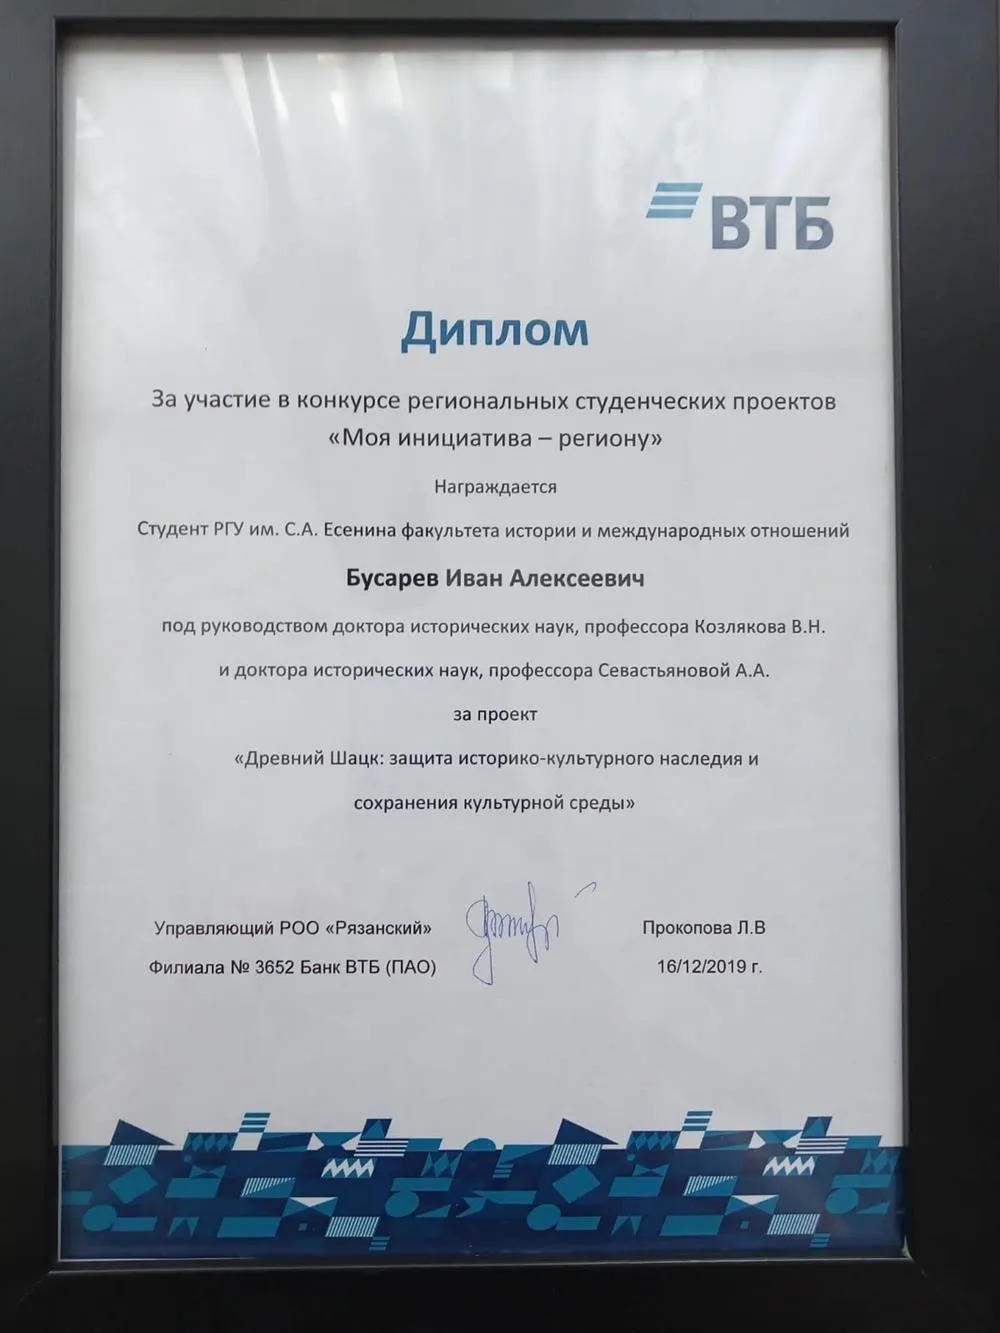 ВТБ
Диплом
За участие в конкурсе региональных студенческих проектов
«Моя инициатива – региону»
Награждается
Студент РГУ им. С.А. Есенина факультета истории и международных отношений
Бусарев Иван Алексеевич
под руководством доктора исторических наук, профессора Козлякова В.Н.
и доктора исторических наук, профессора Севастьяновой А.А.
за проект
«Древний Шацк: защита историко-культурного наследия и
сохранения культурной среды»
Управляющий РОО «Рязанский» Прокопова Л.В
Филиала № 3652 Банк ВТБ (ПАО) 16/12/2019 г.